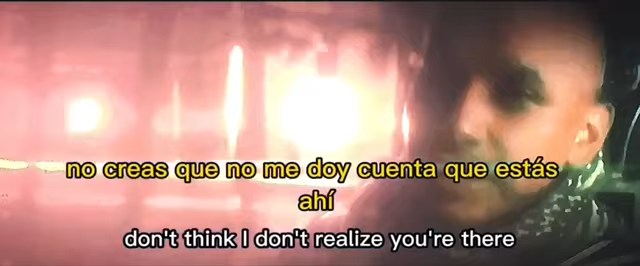 no creas que no me doy cuenta que estás
ahí
don't think I don't realize you're there